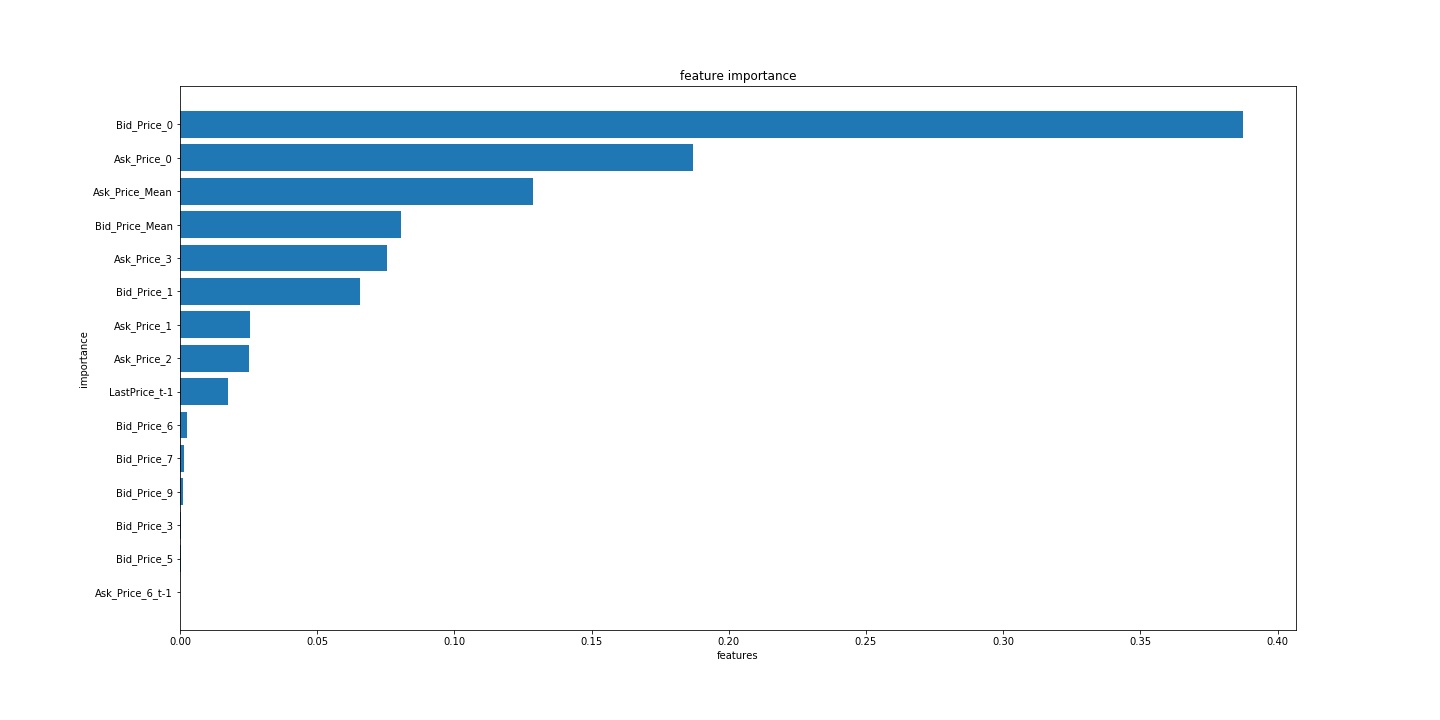 feature importance
Bid_Price_0
Ask_Price_0
Ask_Price_Mean
Bid_Price_Mean
Ask_Price_3
Bid_Price_1
Ask_Price_1
Ask_Price_2
LastPrice_t-1
Bid_Price_6
Bid_Price_7
Bid_Price_9
Bid_Price_3
Bid_Price_5
Ask_Price_6_t-1
importance
0.00 0.05 0.10 0.15 0.20 0.25 0.30 0.35 0.40
features